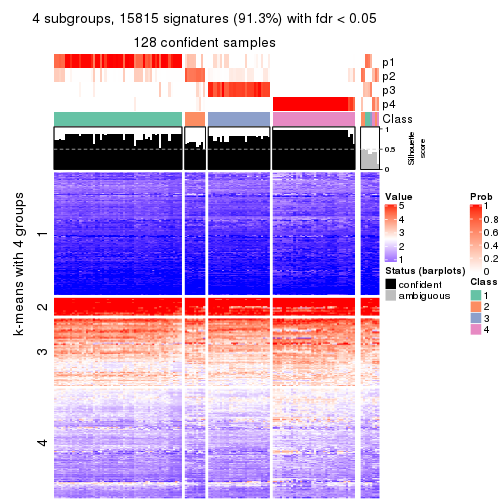 4 subgroups, 15815 signatures (91.3%) with fdr < 0.05
128 confident samples
p1
p2
p3
p4
Class
1
0.5
0
Silhouette
score
k-means with 4 groups
1
2
3
4
Value
5
4
3
2
1
Status (barplots)
confident
ambiguous
Prob
1
0.8
0.6
0.4
0.2
0
Class
1
2
3
4